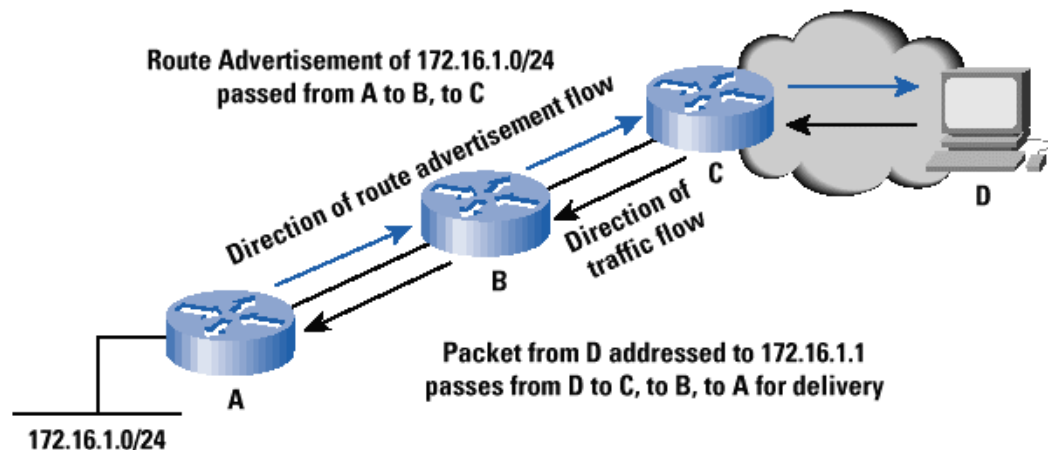 Route Advertisement of 172.16.1.0/24
passed from A to B, to C
Direction of route advertisement flow
C
D
Direction of
traffic flow
B
Packet from D addressed to 172.16.1.1
passes from D to C, to B, to A for delivery
A
172.16.1.0/24